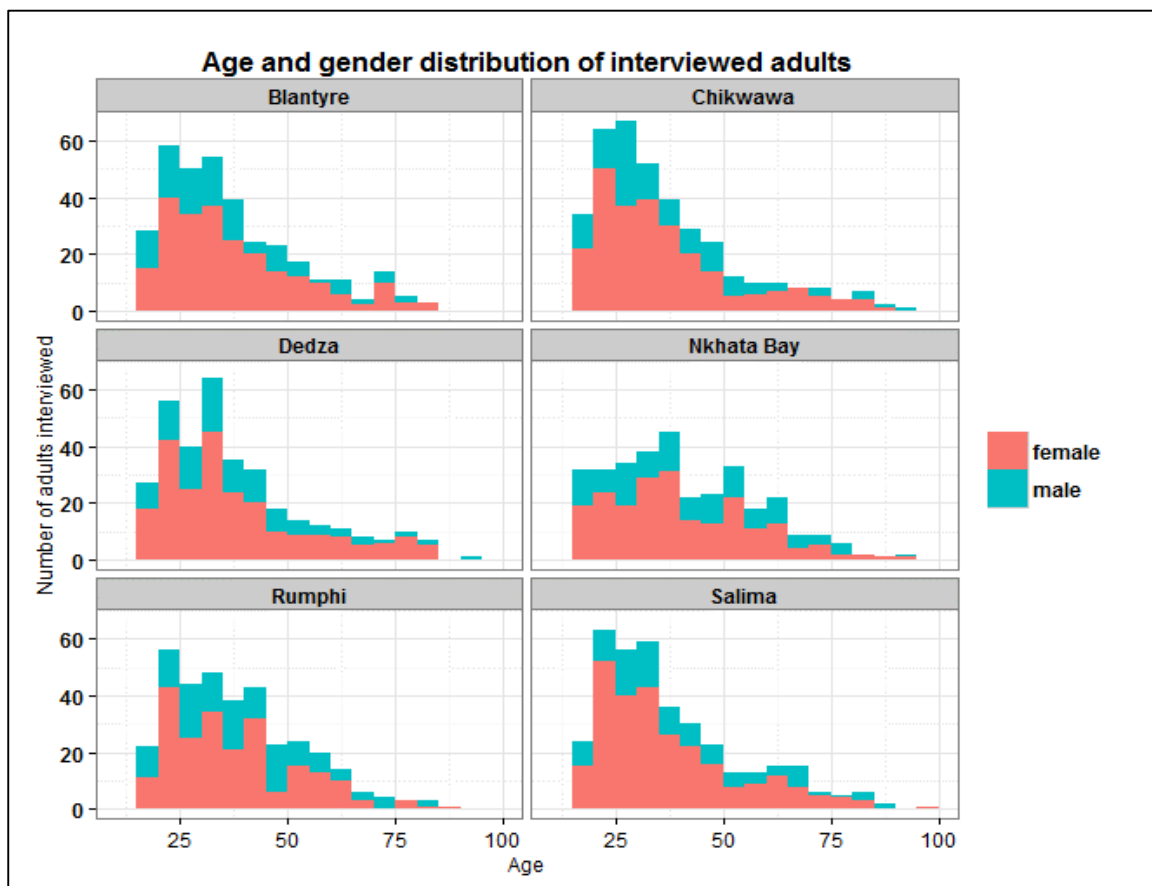 Age and gender distribution of interviewed adults
Blantyre
Chikwawa
60
40
20
0
Dedza
Nkhata Bay
60
40
20
0
Rumphi
Salima
60
40
20
0
25
50
75
100
25
50
75
100
Number of adults interviewed
Age
female
male